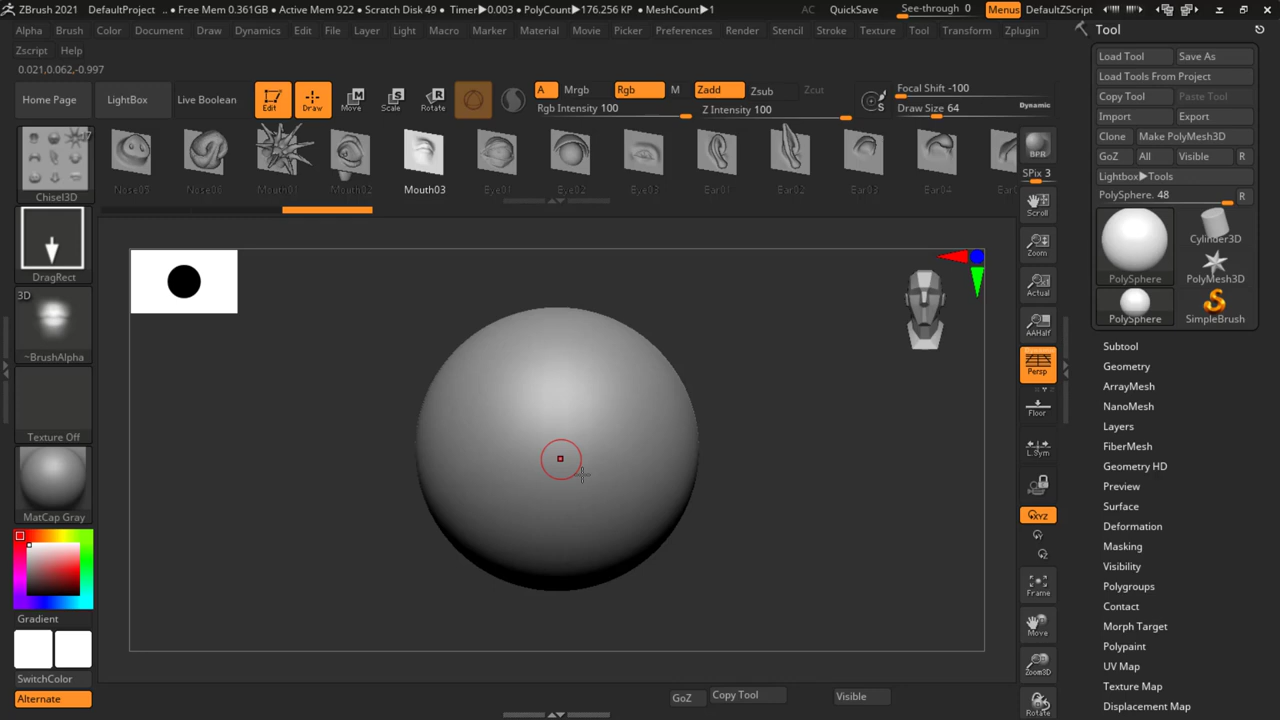 ZBrush 2021 DefaultProject .. • Free Mem 0.361GB • Active Mem 922 • Scratch Disk 49 • Timer▶0.003 • PolyCount▶176.256 KP • MeshCount▶1 AC QuickSave See-through 0 Menus DefaultZScript
Alpha Brush Color Document Draw Dynamics Edit File Layer Light Macro Marker Material Movie Picker Preferences Render Stencil Stroke Texture Tool Transform Zplugin
Zscript Help
0.021,0.062,-0.997
Home Page LightBox Live Boolean Edit Draw Move Scale Rotate A Mrgb Rgb M Zadd Zsub Zcut Focal Shift -100
Rgb Intensity 100 Z Intensity 100 S Draw Size 64 Dynamic
7
Chisel3D Nose05 Nose06 Mouth01 Mouth02 Mouth03 Eye01 Eye02 Eye03 Ear01 Ear02 Ear03 Ear04
DragRect
3D
~BrushAlpha
Texture Off
MatCap Gray
Gradient
SwitchColor
Alternate
BPR
SPix 3
Scroll
Zoom
Actual
AAHalf
Dynamic
Persp
Floor
L.Sym
XYZ
Y
Z
Frame
Move
Zoom3D
Rotate
GoZ Copy Tool Visible
Tool
Load Tool Save As
Load Tools From Project
Copy Tool Paste Tool
Import Export
Clone Make PolyMesh3D
GoZ All Visible R
Lightbox▶Tools
PolySphere. 48 R
PolySphere Cylinder3D
PolyMesh3D
PolySphere SimpleBrush
Subtool
Geometry
ArrayMesh
NanoMesh
Layers
FiberMesh
Geometry HD
Preview
Surface
Deformation
Masking
Visibility
Polygroups
Contact
Morph Target
Polypaint
UV Map
Texture Map
Displacement Map